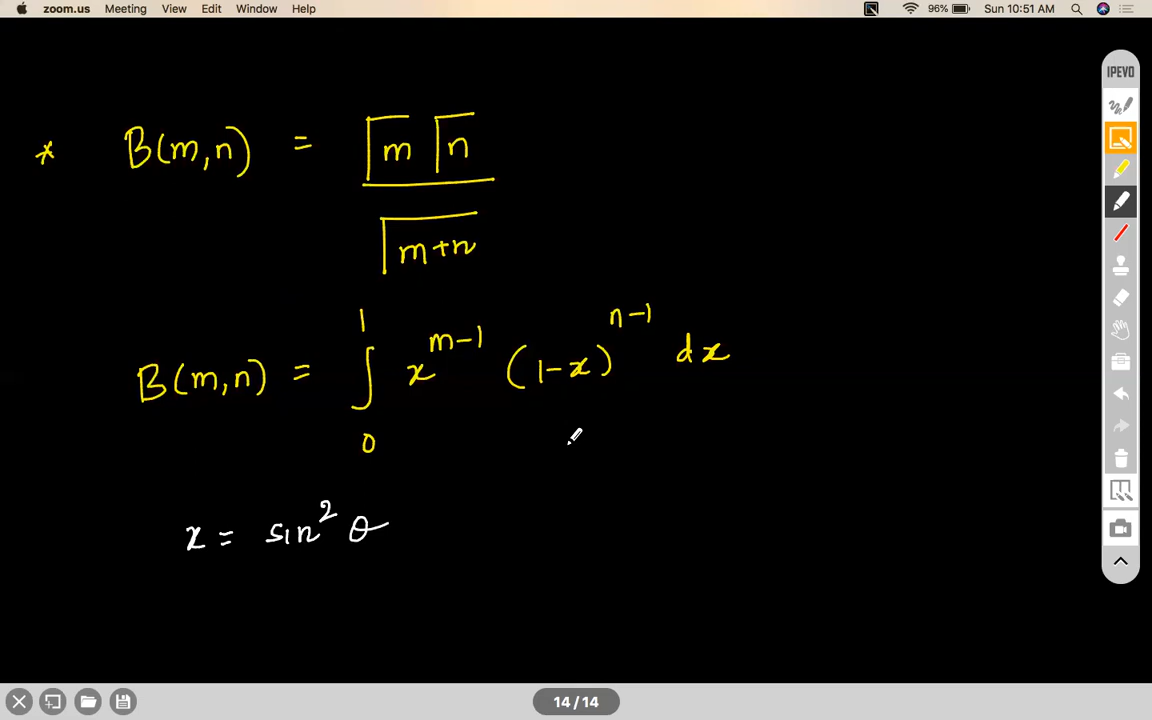 zoom.us Meeting View Edit Window Help 96% Sun 10:51 AM
IPEVO
* B(m,n) = Γm Γn / Γm+n
B(m,n) = ∫₀¹ x^{m-1} (1-x)^{n-1} dx
x = sin² θ
14 / 14